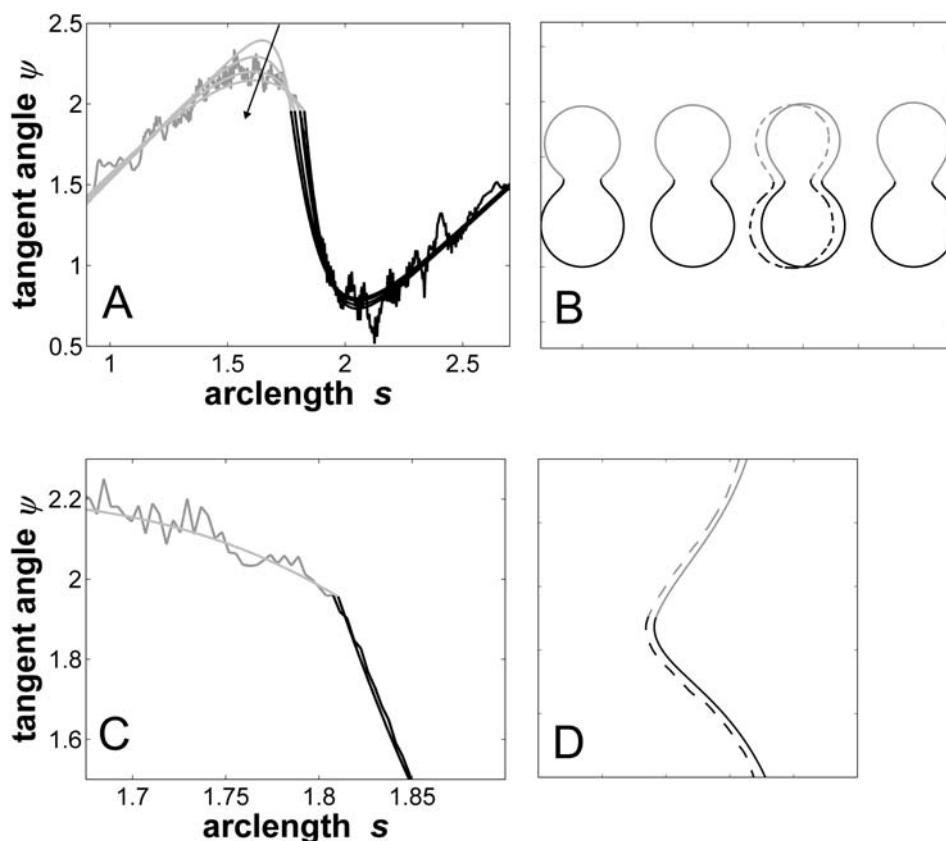 2.5
2
1.5
1
0.5
tangent angle ψ
A
1 1.5 2 2.5
arclength s
B
2.2
2
1.8
1.6
tangent angle ψ
C
1.7 1.75 1.8 1.85
arclength s
D